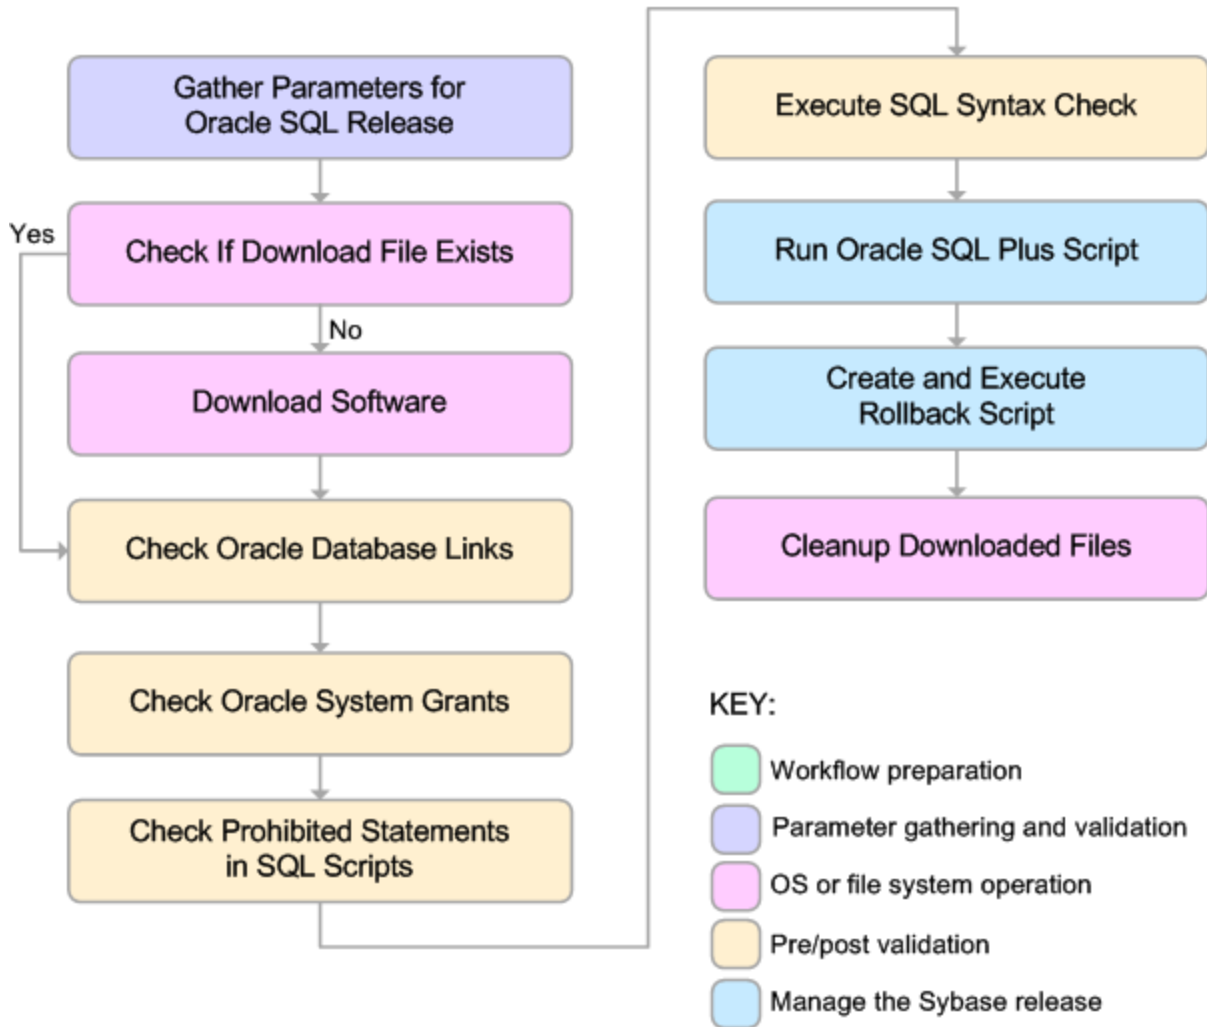 Gather Parameters for
Oracle SQL Release
Yes
Check If Download File Exists
No
Download Software
Check Oracle Database Links
Check Oracle System Grants
Check Prohibited Statements
in SQL Scripts
Execute SQL Syntax Check
Run Oracle SQL Plus Script
Create and Execute
Rollback Script
Cleanup Downloaded Files
KEY:
Workflow preparation
Parameter gathering and validation
OS or file system operation
Pre/post validation
Manage the Sybase release